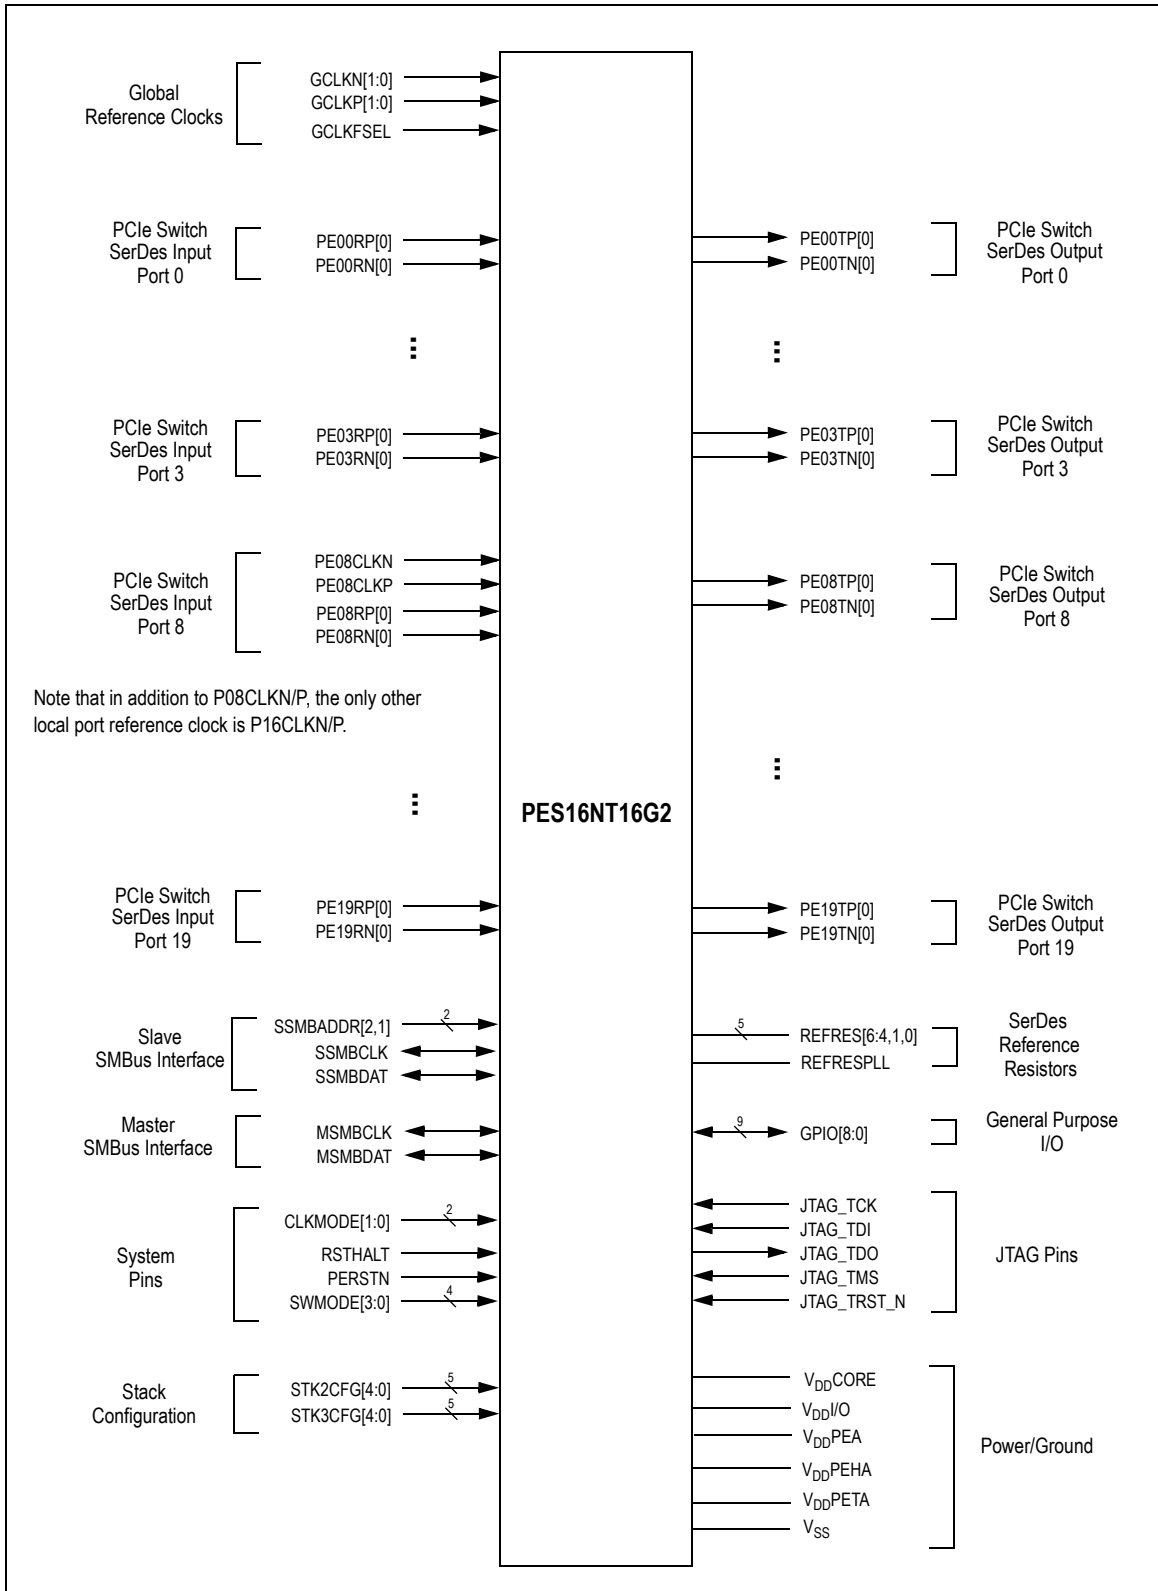 Global
Reference Clocks
GCLKN[1:0]
GCLKP[1:0]
GCLKFSEL
PCIe Switch
SerDes Input
Port 0
PE00RP[0]
PE00RN[0]
PE00TP[0]
PE00TN[0]
PCIe Switch
SerDes Output
Port 0
PCIe Switch
SerDes Input
Port 3
PE03RP[0]
PE03RN[0]
PE03TP[0]
PE03TN[0]
PCIe Switch
SerDes Output
Port 3
PCIe Switch
SerDes Input
Port 8
PE08CLKN
PE08CLKP
PE08RP[0]
PE08RN[0]
PE08TP[0]
PE08TN[0]
PCIe Switch
SerDes Output
Port 8
Note that in addition to P08CLKN/P, the only other
local port reference clock is P16CLKN/P.
PES16NT16G2
PCIe Switch
SerDes Input
Port 19
PE19RP[0]
PE19RN[0]
PE19TP[0]
PE19TN[0]
PCIe Switch
SerDes Output
Port 19
Slave
SMBus Interface
SSMBADDR[2,1]
2
SSMBCLK
SSMBDAT
5
REFRES[6:4,1,0]
REFRESPLL
SerDes
Reference
Resistors
Master
SMBus Interface
MSMBCLK
MSMBDAT
9
GPIO[8:0]
General Purpose
I/O
System
Pins
CLKMODE[1:0]
2
RSTHALT
PERSTN
SWMODE[3:0]
4
JTAG_TCK
JTAG_TDI
JTAG_TDO
JTAG_TMS
JTAG_TRST_N
JTAG Pins
Stack
Configuration
STK2CFG[4:0]
5
STK3CFG[4:0]
5
VDDCORE
VDDI/O
VDDPEA
VDDPEHA
VDDPETA
VSS
Power/Ground